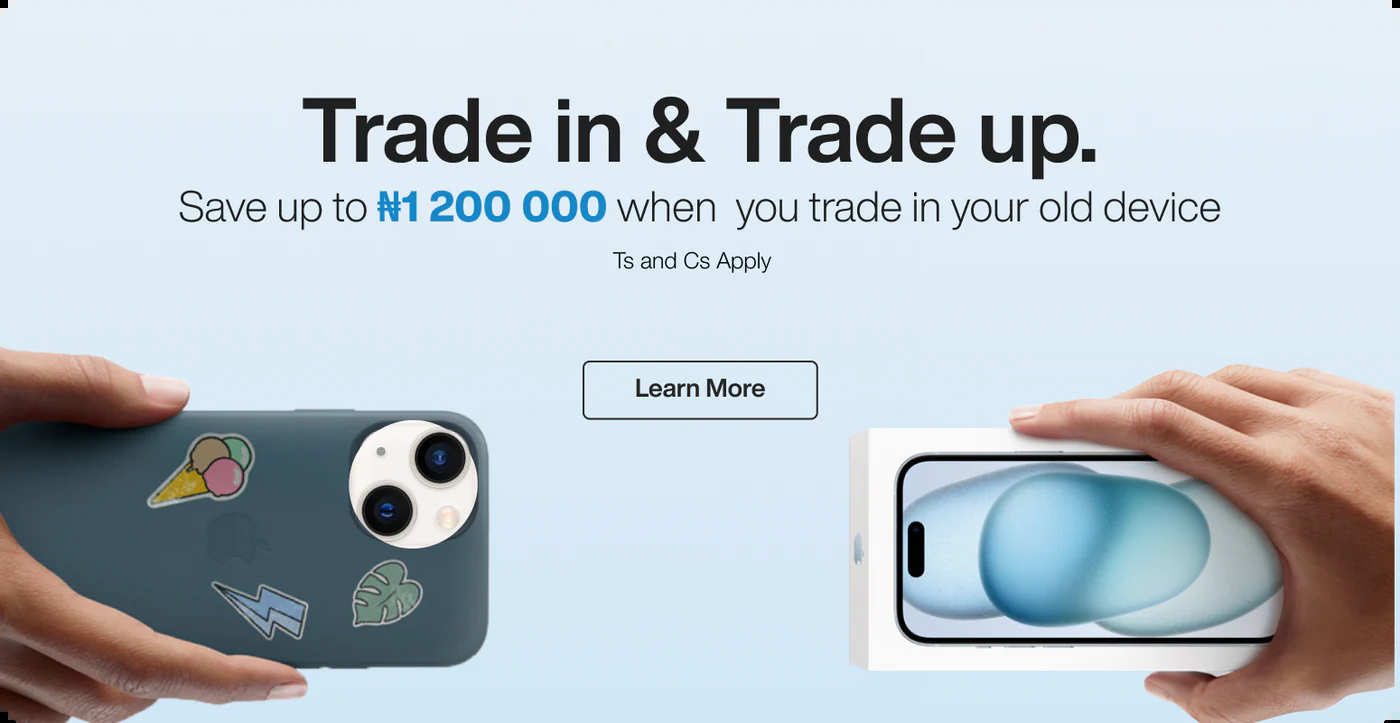 Trade in & Trade up.
Save up to ₦1 200 000 when  you trade in your old device
Ts and Cs Apply
Learn More